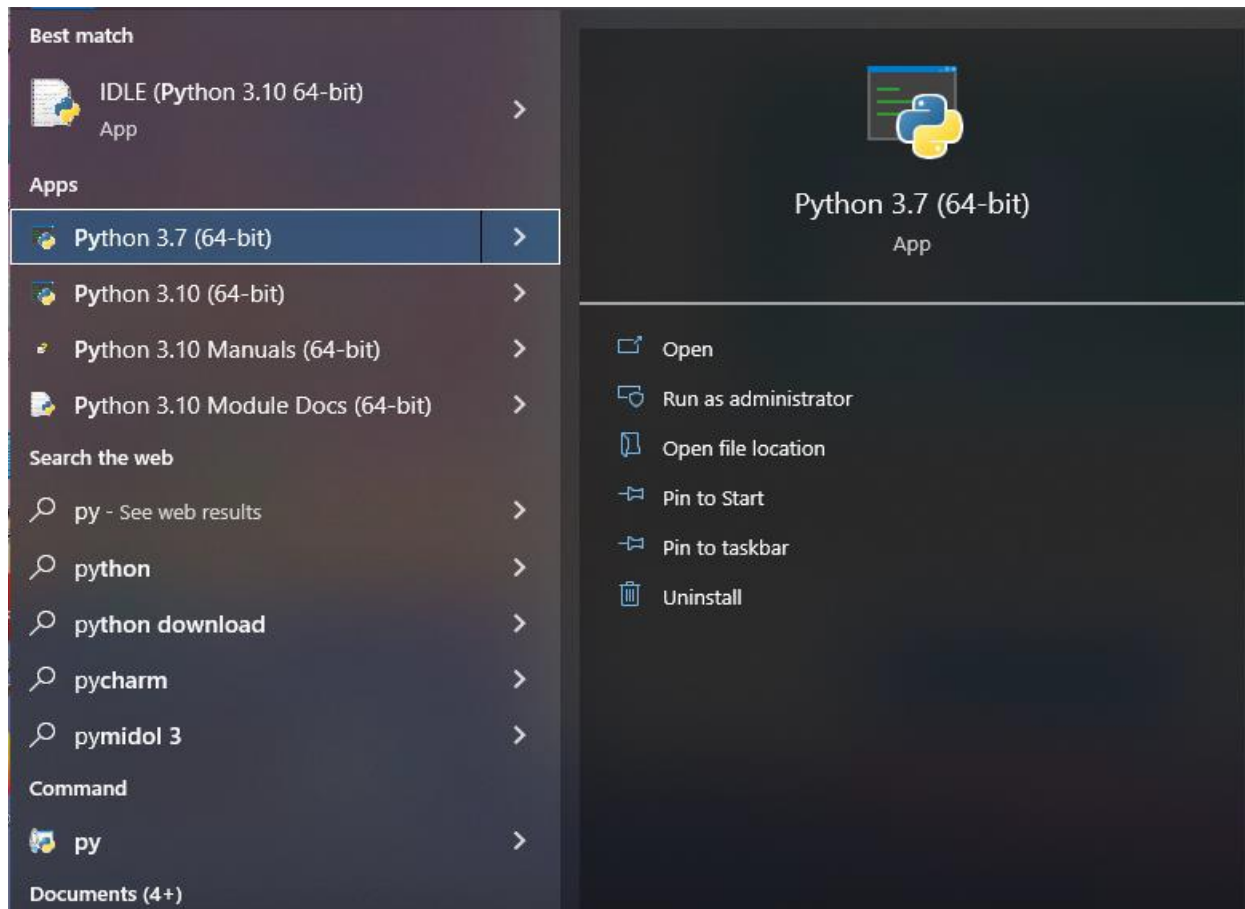 Best match
IDLE (Python 3.10 64-bit)
App
Apps
Python 3.7 (64-bit)
Python 3.10 (64-bit)
Python 3.10 Manuals (64-bit)
Python 3.10 Module Docs (64-bit)
Search the web
py - See web results
python
python download
pycharm
pymidol 3
Command
py
Documents (4+)
Python 3.7 (64-bit)
App
Open
Run as administrator
Open file location
Pin to Start
Pin to taskbar
Uninstall